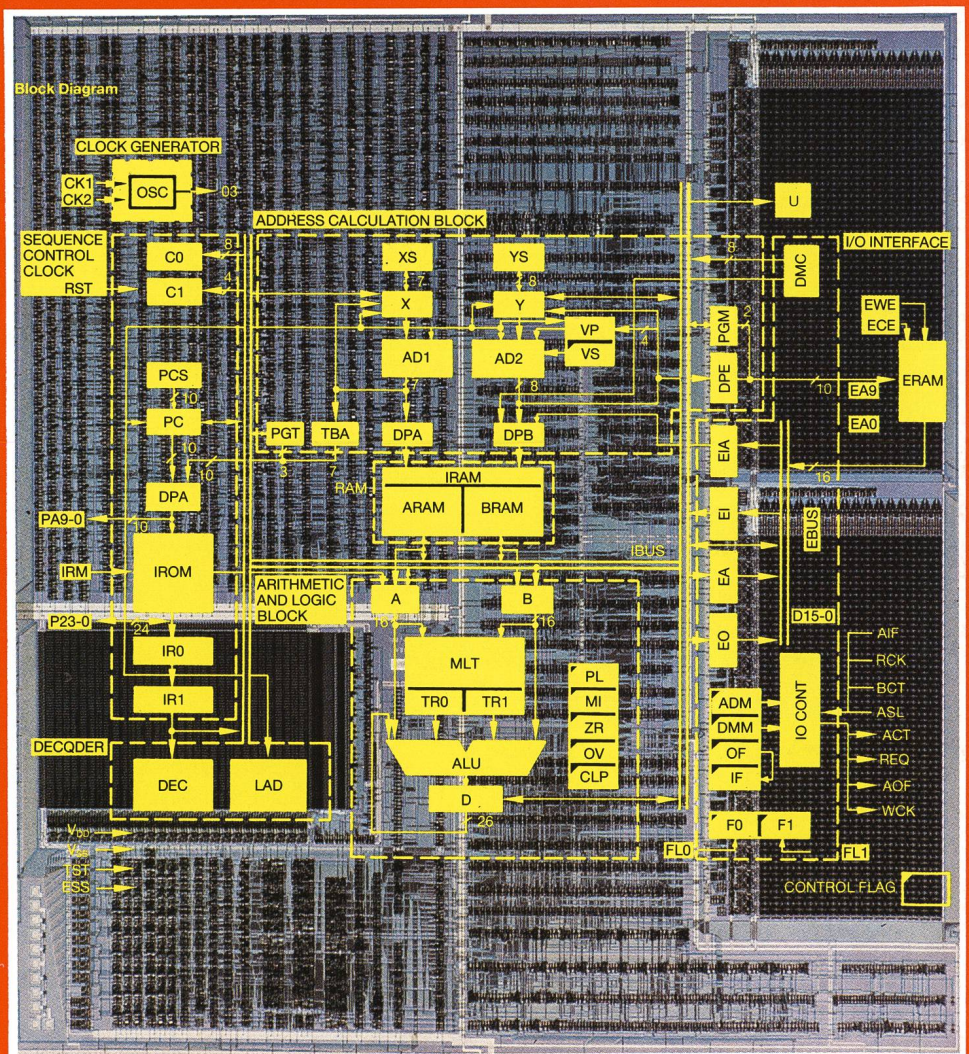 Block Diagram
CLOCK GENERATOR
CK1
CK2
OSC
03
SEQUENCE
CONTROL
CLOCK
RST
C0
8
C1
4
PCS
10
PC
10
10
DPA
PA9-0
10
IRM
IROM
P23-0
24
IR0
IR1
DECQDER
DEC
LAD
TST
ESS
ADDRESS CALCULATION BLOCK
XS
7
YS
8
X
Y
VP
VS
4
AD1
7
AD2
8
PGT
3
TBA
7
DPA
DPB
RAM
IRAM
ARAM
BRAM
IBUS
ARITHMETIC
AND LOGIC
BLOCK
A
16
B
16
MLT
TR0
TR1
ALU
D
26
PL
MI
ZR
OV
CLP
U
I/O INTERFACE
8
DMC
PGM
2
DPE
10
EWE
ECE
ERAM
EA9
EA0
EIA
16
EI
EBUS
EA
EO
D15-0
ADM
DMM
OF
IF
IO CONT
AIF
RCK
BCT
ASL
ACT
REQ
AOF
WCK
F0
F1
FL0
FL1
CONTROL FLAG